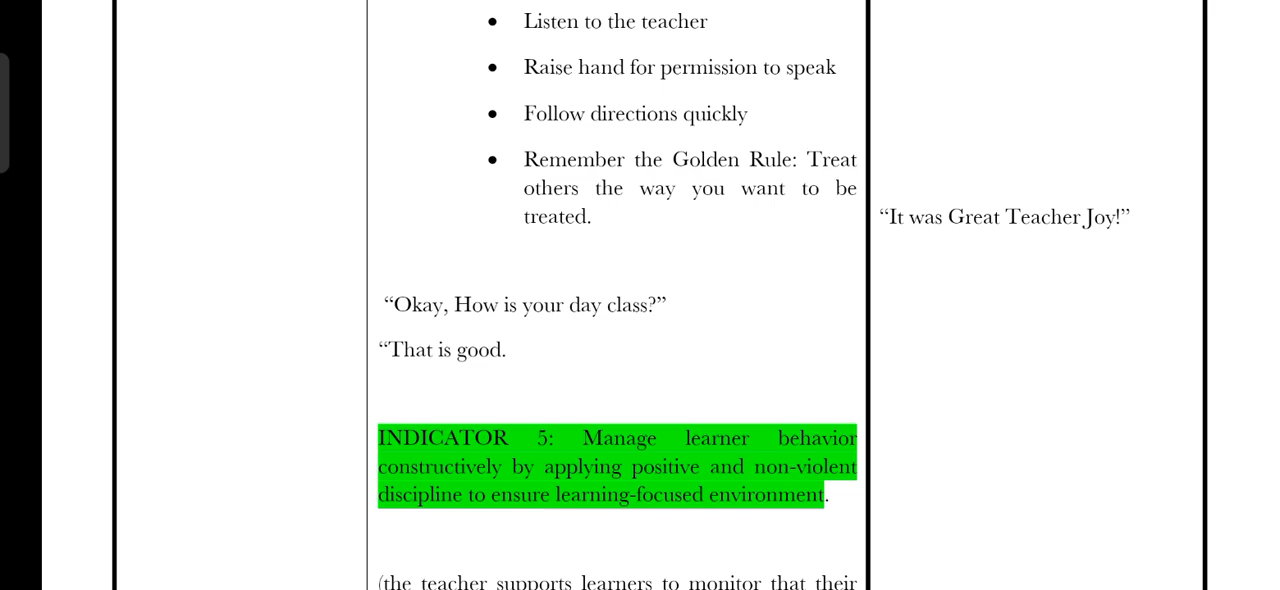 • Listen to the teacher
• Raise hand for permission to speak
• Follow directions quickly
• Remember the Golden Rule: Treat
others the way you want to be
treated.
“It was Great Teacher Joy!”
“Okay, How is your day class?”
“That is good.
INDICATOR 5: Manage learner behavior
constructively by applying positive and non-violent
discipline to ensure learning-focused environment.
(the teacher supports learners to monitor that their